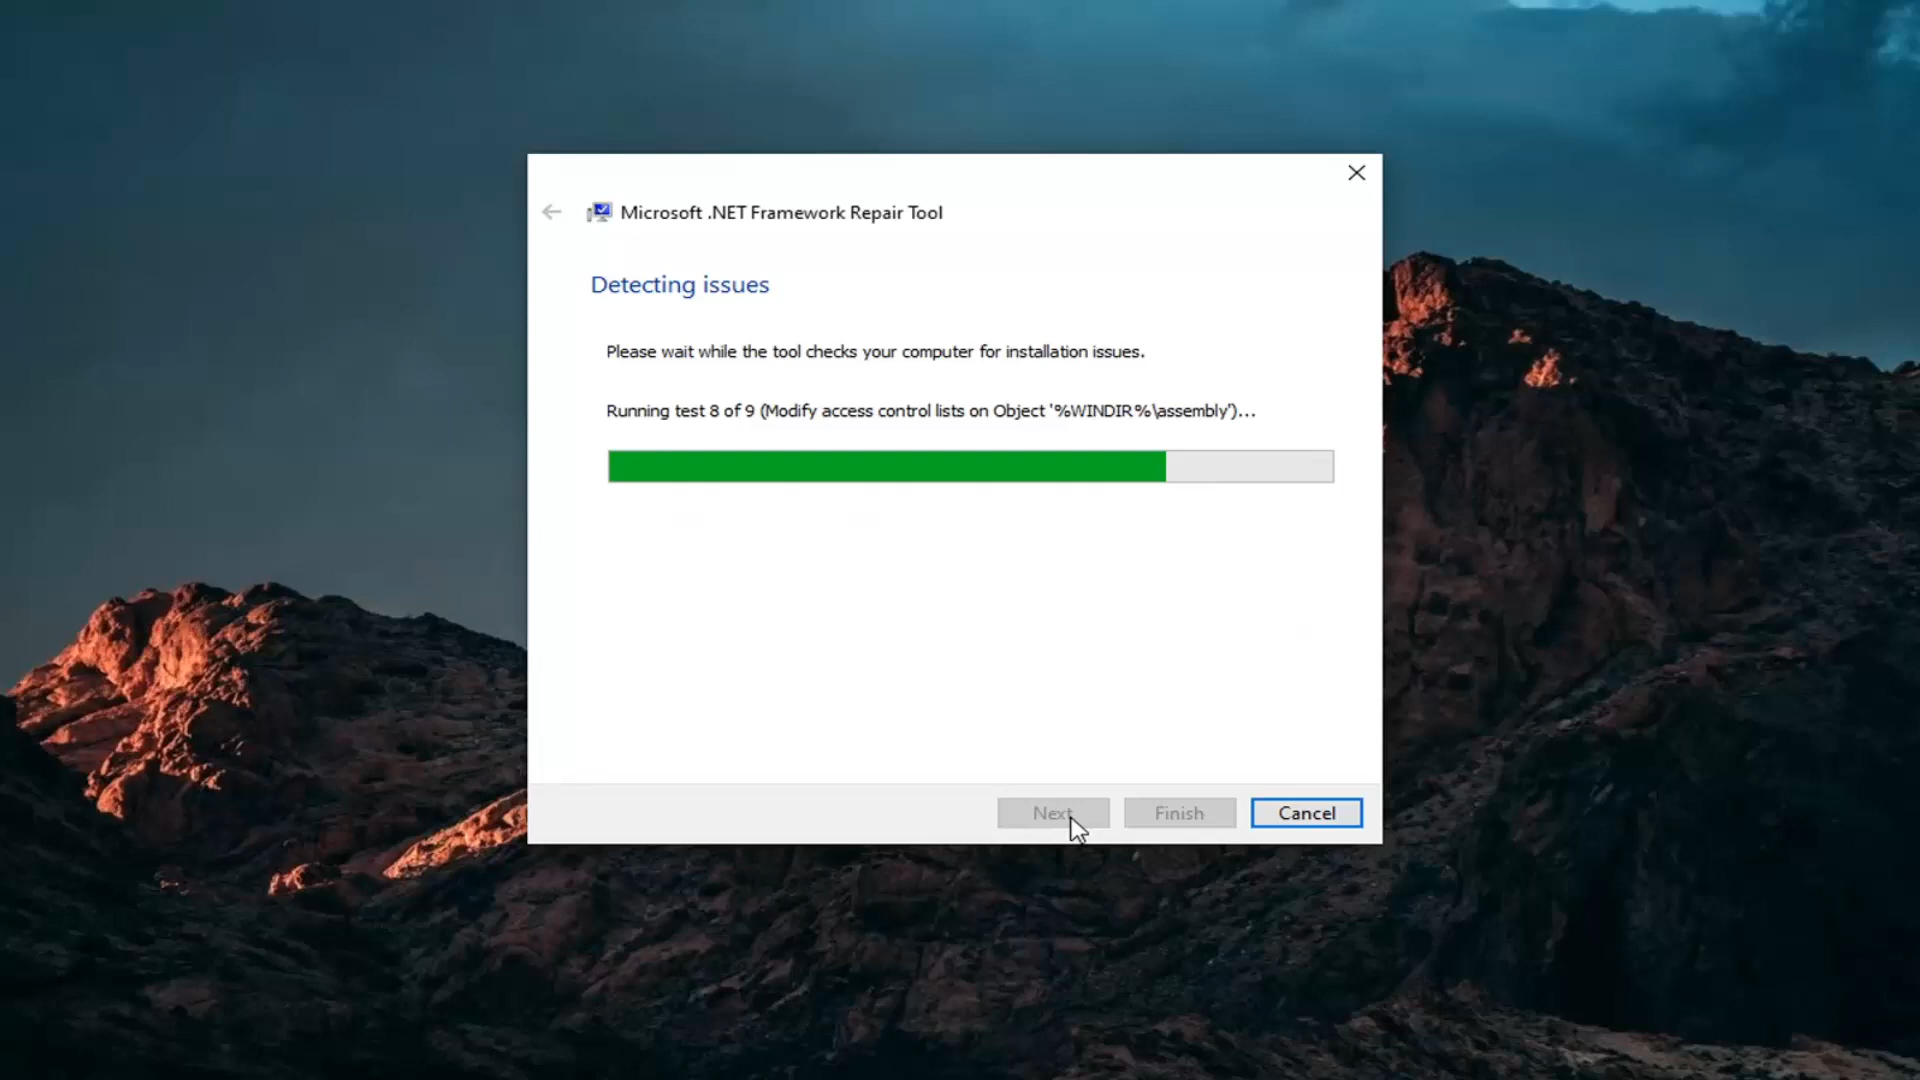 Microsoft .NET Framework Repair Tool
Detecting issues
Please wait while the tool checks your computer for installation issues.
Running test 8 of 9 (Modify access control lists on Object '%WINDIR%\assembly')...
Next Finish Cancel